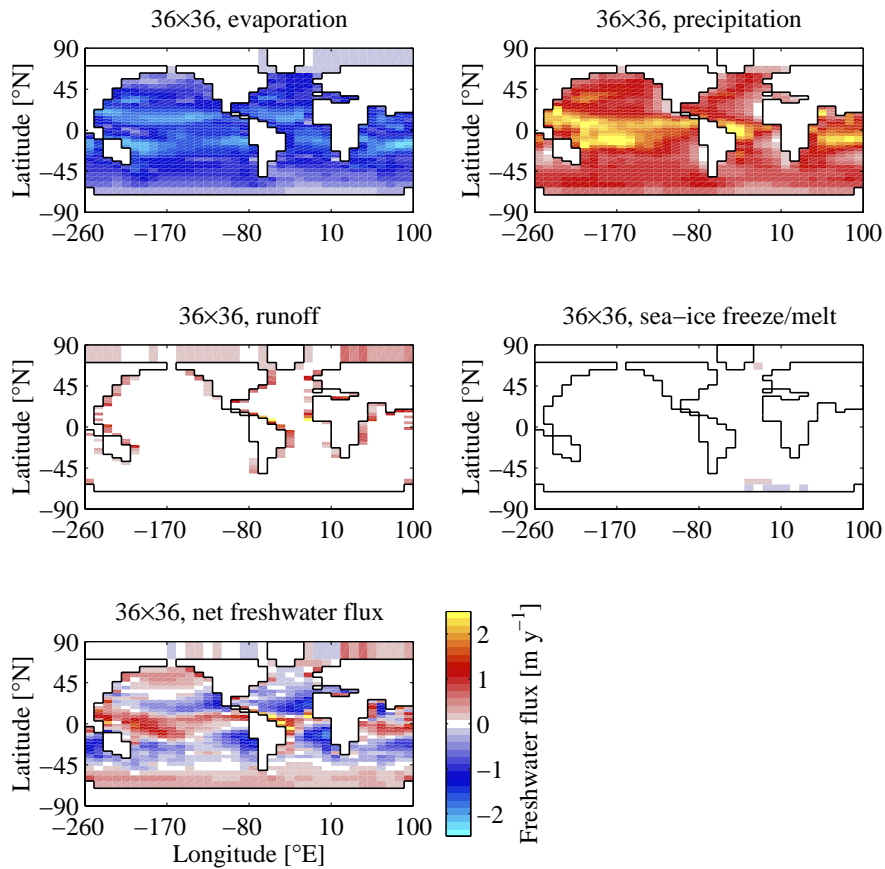 36×36, evaporation
36×36, precipitation
90
45
0
−45
−90
Latitude [°N]
−260 −170 −80 10 100
90
45
0
−45
−90
Latitude [°N]
−260 −170 −80 10 100
36×36, runoff
36×36, sea−ice freeze/melt
90
45
0
−45
−90
Latitude [°N]
−260 −170 −80 10 100
90
45
0
−45
−90
Latitude [°N]
−260 −170 −80 10 100
36×36, net freshwater flux
90
45
0
−45
−90
Latitude [°N]
−260 −170 −80 10 100
Longitude [°E]
2
1
0
−1
−2
Freshwater flux [m y⁻¹]